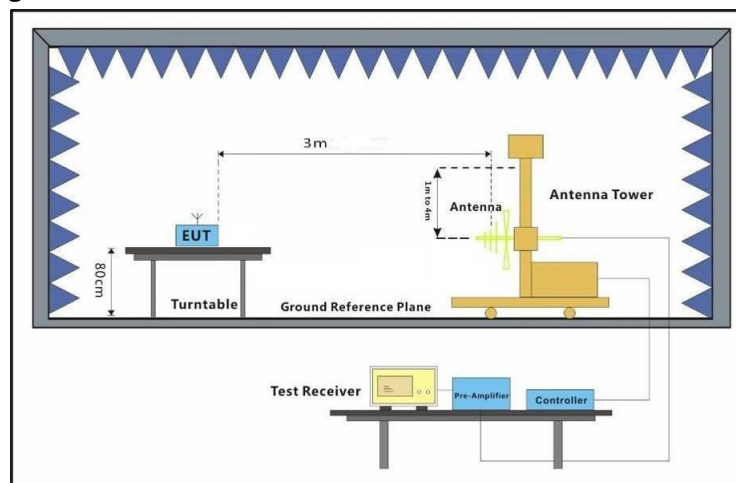 3m
1m to 4m
Antenna
Antenna Tower
EUT
80cm
Turntable
Ground Reference Plane
Test Receiver
Pre-Amplifier
Controller